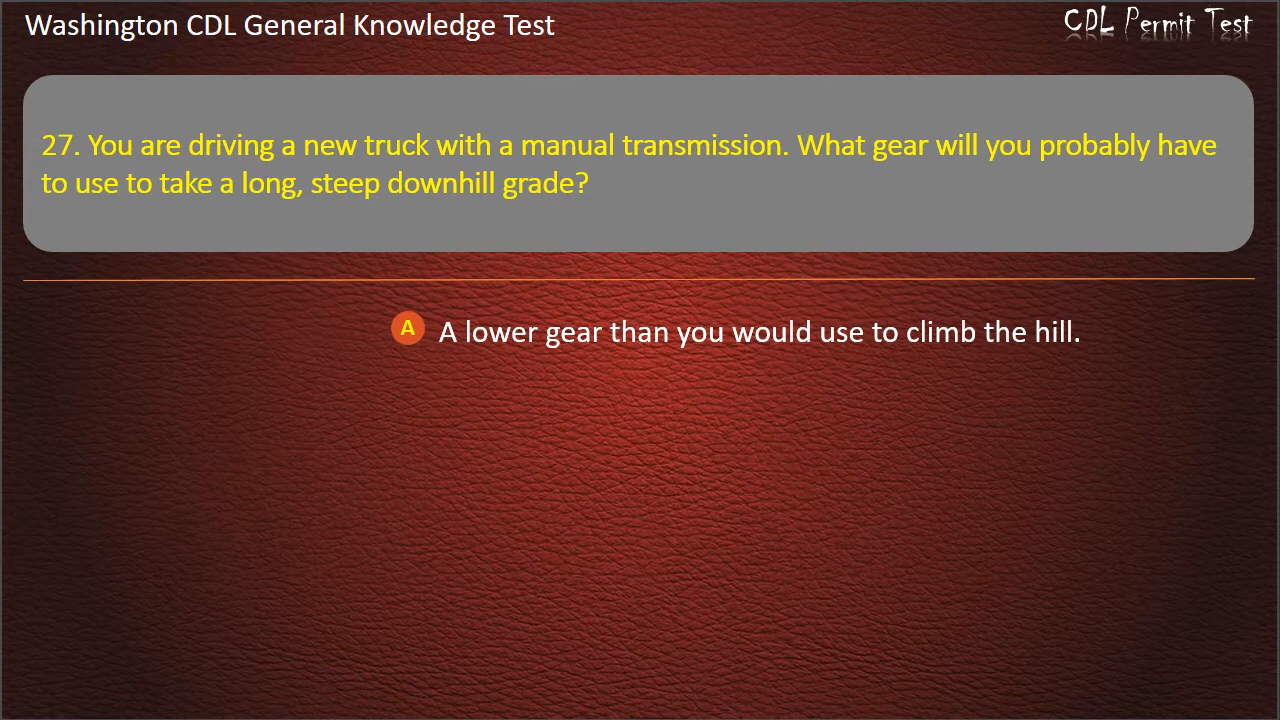 Washington CDL General Knowledge Test
CDL Permit Test
27. You are driving a new truck with a manual transmission. What gear will you probably have
to use to take a long, steep downhill grade?
A A lower gear than you would use to climb the hill.